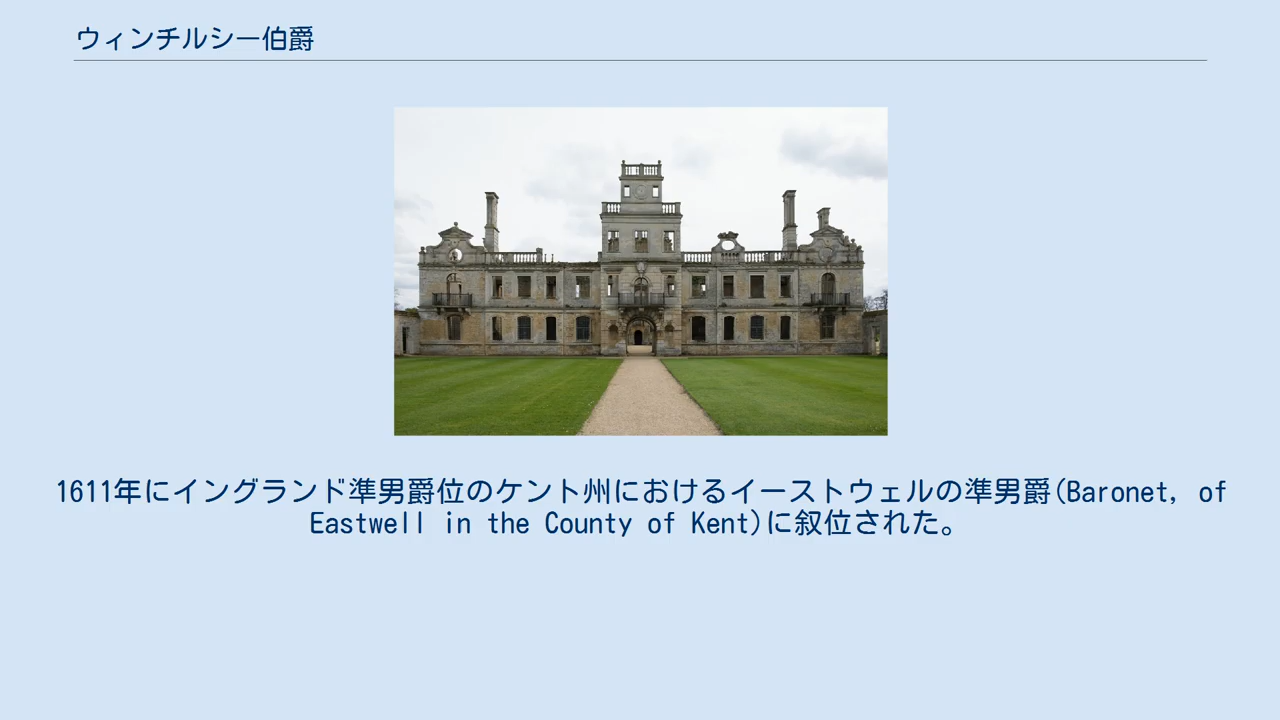 ウィンチルシー伯爵
1611年にイングランド準男爵位のケント州におけるイーストウェルの準男爵(Baronet, of
Eastwell in the County of Kent)に叙位された。